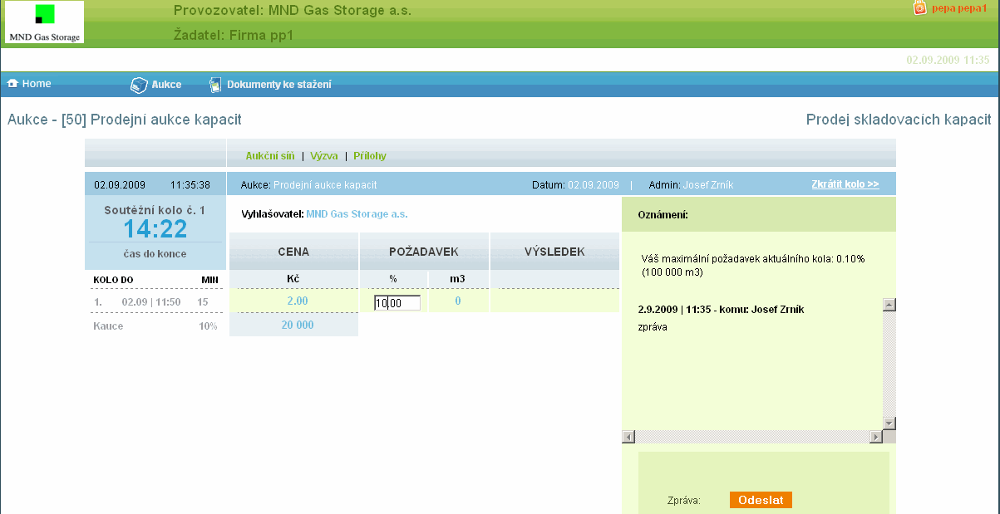 MND Gas Storage
Provozovatel: MND Gas Storage a.s.
Žadatel: Firma pp1
pepa pepa1
02.09.2009 11:35
Home Aukce Dokumenty ke stažení
Aukce - [50] Prodejní aukce kapacit
Prodej skladovacích kapacit
Aukční síň | Výzva | Přílohy
02.09.2009 11:35:38
Aukce: Prodejní aukce kapacit
Datum: 02.09.2009 | Admin: Josef Zrník
Zkrátit kolo >>
Soutěžní kolo č. 1
14:22
čas do konce
KOLO DO MIN
1. 02.09 | 11:50 15
Kauce 10%
Vyhlašovatel: MND Gas Storage a.s.
CENA POŽADAVEK VÝSLEDEK
Kč % m3
2.00 10.00 0
20 000
Oznámení:
Váš maximální požadavek aktuálního kola: 0.10%
(100 000 m3)
2.9.2009 | 11:35 - komu: Josef Zrník
zpráva
Zpráva: Odeslat